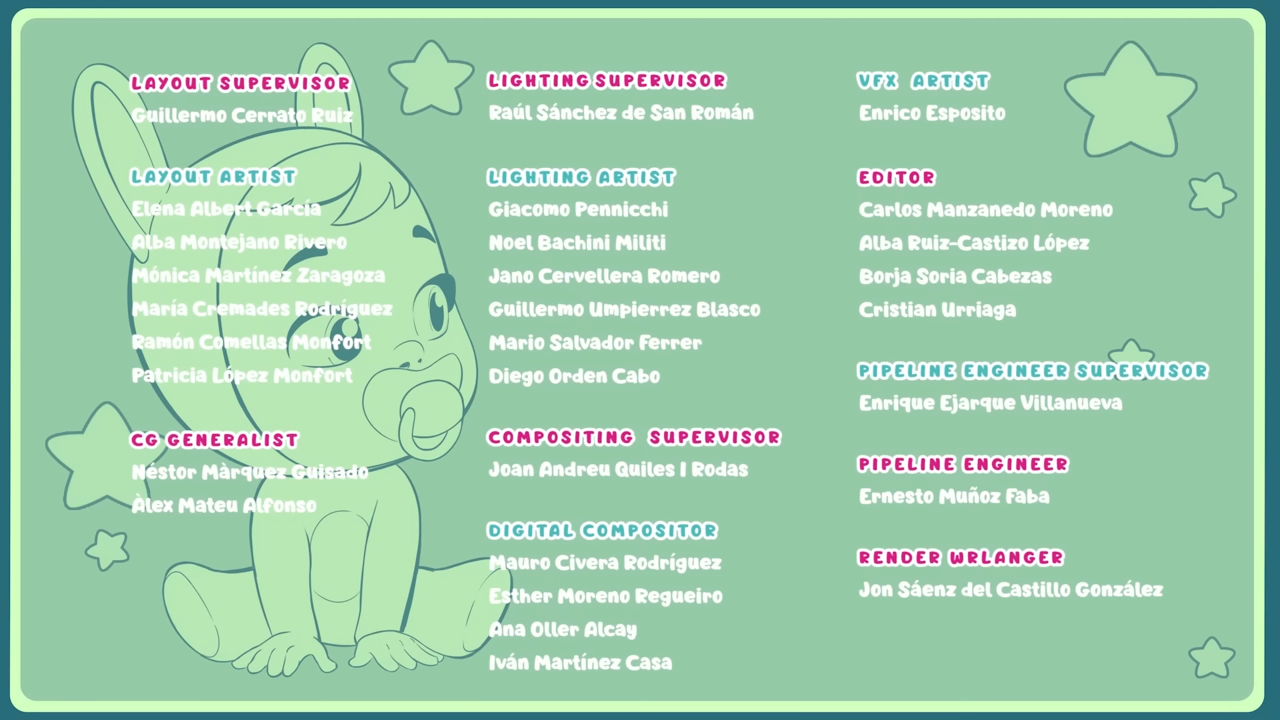 LAYOUT SUPERVISOR
Guillermo Cerrato Ruiz
LAYOUT ARTIST
Elena Albert García
Alba Montejano Rivero
Mónica Martínez Zaragoza
María Cremades Rodríguez
Ramón Comellas Monfort
Patricia López Monfort
CG GENERALIST
Néstor Màrquez Guisado
Àlex Mateu Alfonso
LIGHTING SUPERVISOR
Raúl Sánchez de San Román
LIGHTING ARTIST
Giacomo Pennicchi
Noel Bachini Militi
Jano Cervellera Romero
Guillermo Umpierrez Blasco
Mario Salvador Ferrer
Diego Orden Cabo
COMPOSITING SUPERVISOR
Joan Andreu Quiles I Rodas
DIGITAL COMPOSITOR
Mauro Civera Rodríguez
Esther Moreno Regueiro
Ana Oller Alcay
Iván Martínez Casa
VFX ARTIST
Enrico Esposito
EDITOR
Carlos Manzanedo Moreno
Alba Ruiz-Castizo López
Borja Soria Cabezas
Cristian Urriaga
PIPELINE ENGINEER SUPERVISOR
Enrique Ejarque Villanueva
PIPELINE ENGINEER
Ernesto Muñoz Faba
RENDER WRLANGER
Jon Sáenz del Castillo González